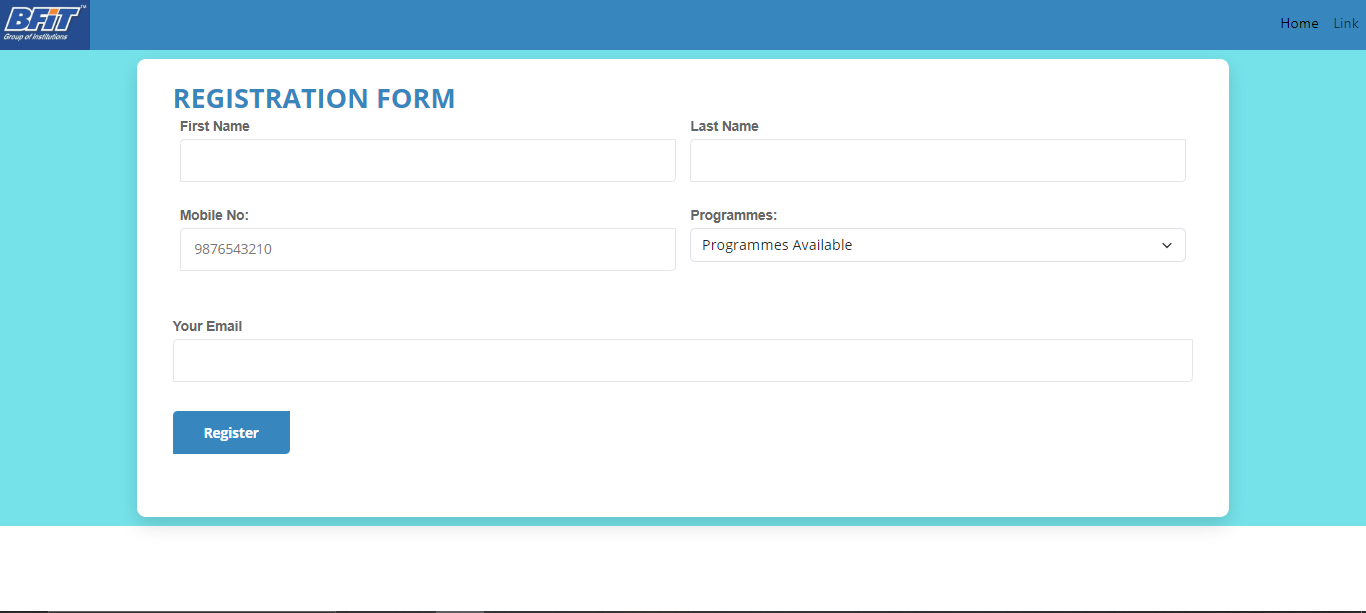 BFIT™
Group of Institutions
Home Link
REGISTRATION FORM
First Name Last Name
Mobile No: Programmes:
9876543210 Programmes Available
Your Email
Register